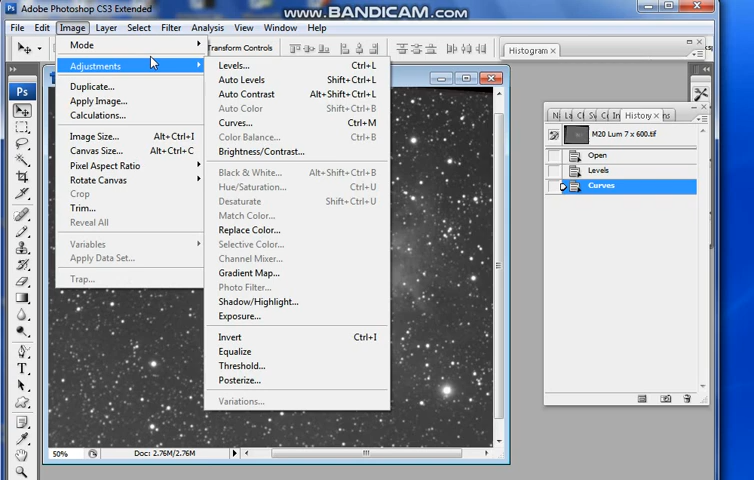 Adobe Photoshop CS3 Extended
www.BANDICAM.com
File Edit Image Layer Select Filter Analysis View Window Help
Transform Controls
Histogram ×
Mode
Adjustments
Duplicate...
Apply Image...
Calculations...
Image Size... Alt+Ctrl+I
Canvas Size... Alt+Ctrl+C
Pixel Aspect Ratio
Rotate Canvas
Crop
Trim...
Reveal All
Variables
Apply Data Set...
Trap...
Levels... Ctrl+L
Auto Levels Shift+Ctrl+L
Auto Contrast Alt+Shift+Ctrl+L
Auto Color Shift+Ctrl+B
Curves... Ctrl+M
Color Balance... Ctrl+B
Brightness/Contrast...
Black & White... Alt+Shift+Ctrl+B
Hue/Saturation... Ctrl+U
Desaturate Shift+Ctrl+U
Match Color...
Replace Color...
Selective Color...
Channel Mixer...
Gradient Map...
Photo Filter...
Shadow/Highlight...
Exposure...
Invert Ctrl+I
Equalize
Threshold...
Posterize...
Variations...
Ps
History ×
M20 Lum 7 x 600.tif
Open
Levels
Curves
50% Doc: 2.76M/2.76M